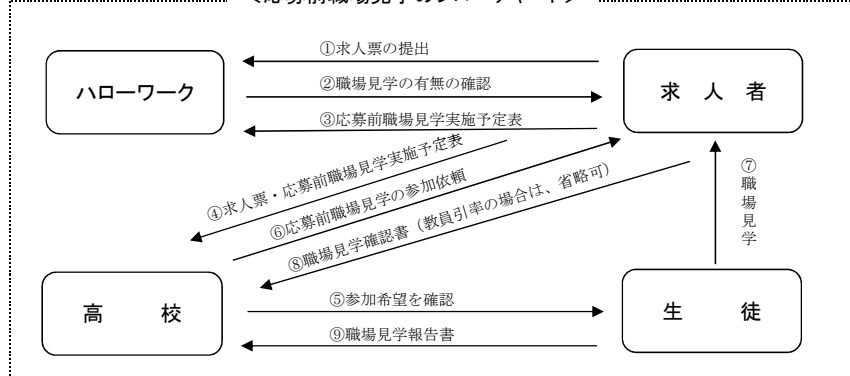 ＜応募前職場見学のフローチャート＞
①求人票の提出
ハローワーク
②職場見学の有無の確認
求　人　者
③応募前職場見学実施予定表
④求人票・応募前職場見学実施予定表
⑥応募前職場見学の参加依頼
⑧職場見学確認書（教員引率の場合は、省略可）
⑦職場見学
高　　校
⑤参加希望を確認
生　　徒
⑨職場見学報告書